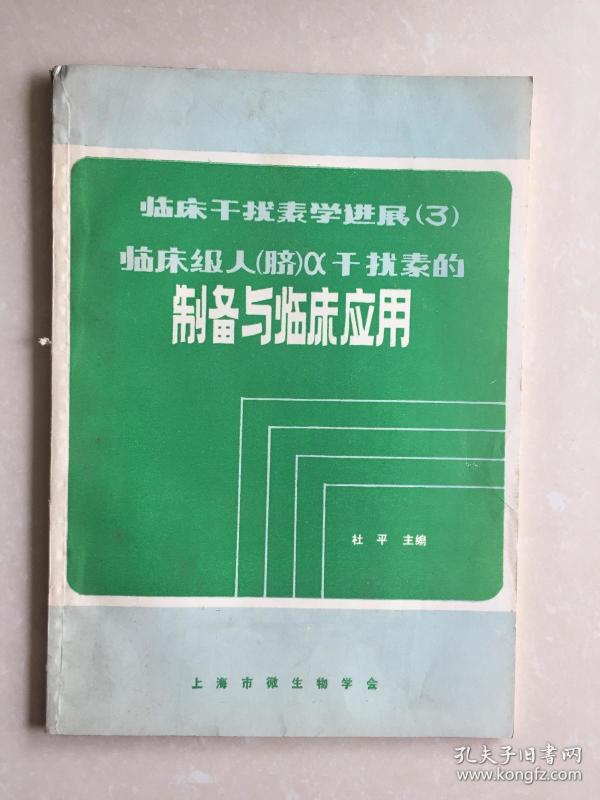 临床干扰素学进展(3)
临床级人(脐)α干扰素的
制备与临床应用
杜平 主编
上海市微生物学会
孔夫子旧书网
www.kongfz.com